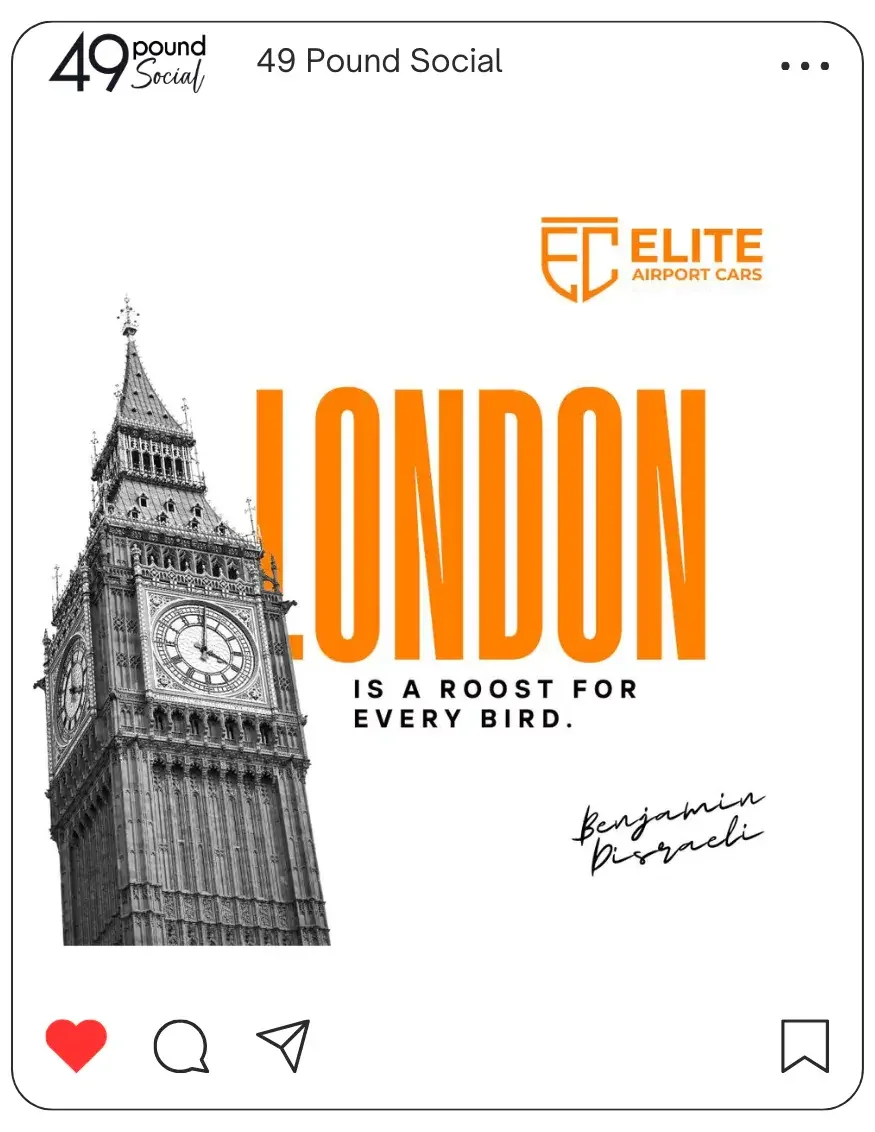 49 pound
Social
49 Pound Social
EC ELITE
AIRPORT CARS
LONDON
IS A ROOST FOR
EVERY BIRD.
Benjamin
Disraeli